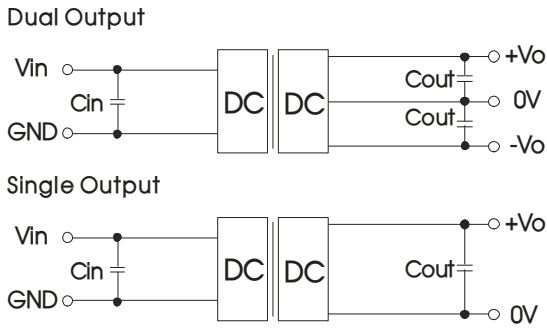 Dual Output
Vin
Cin
GND
DC DC
Cout
Cout
+Vo
0V
-Vo
Single Output
Vin
Cin
GND
DC DC
Cout
+Vo
0V